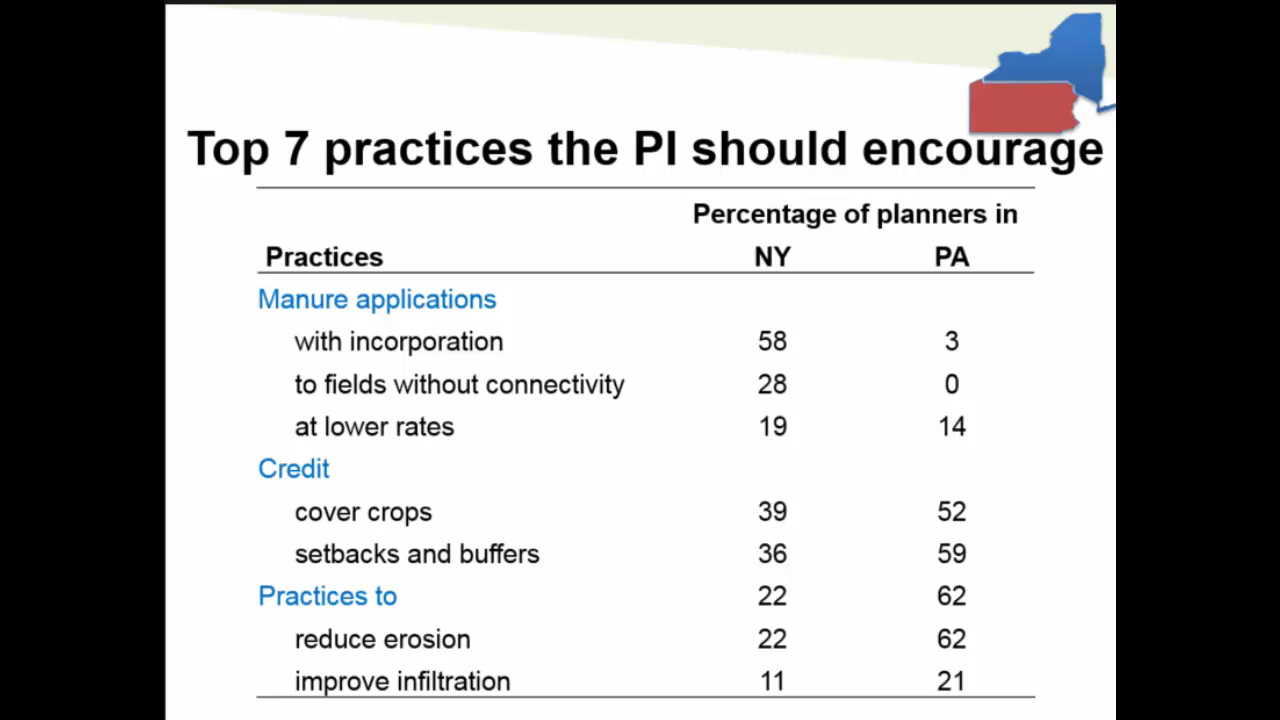 Top 7 practices the PI should encourage
Percentage of planners in
Practices NY PA
Manure applications
with incorporation 58 3
to fields without connectivity 28 0
at lower rates 19 14
Credit
cover crops 39 52
setbacks and buffers 36 59
Practices to 22 62
reduce erosion 22 62
improve infiltration 11 21